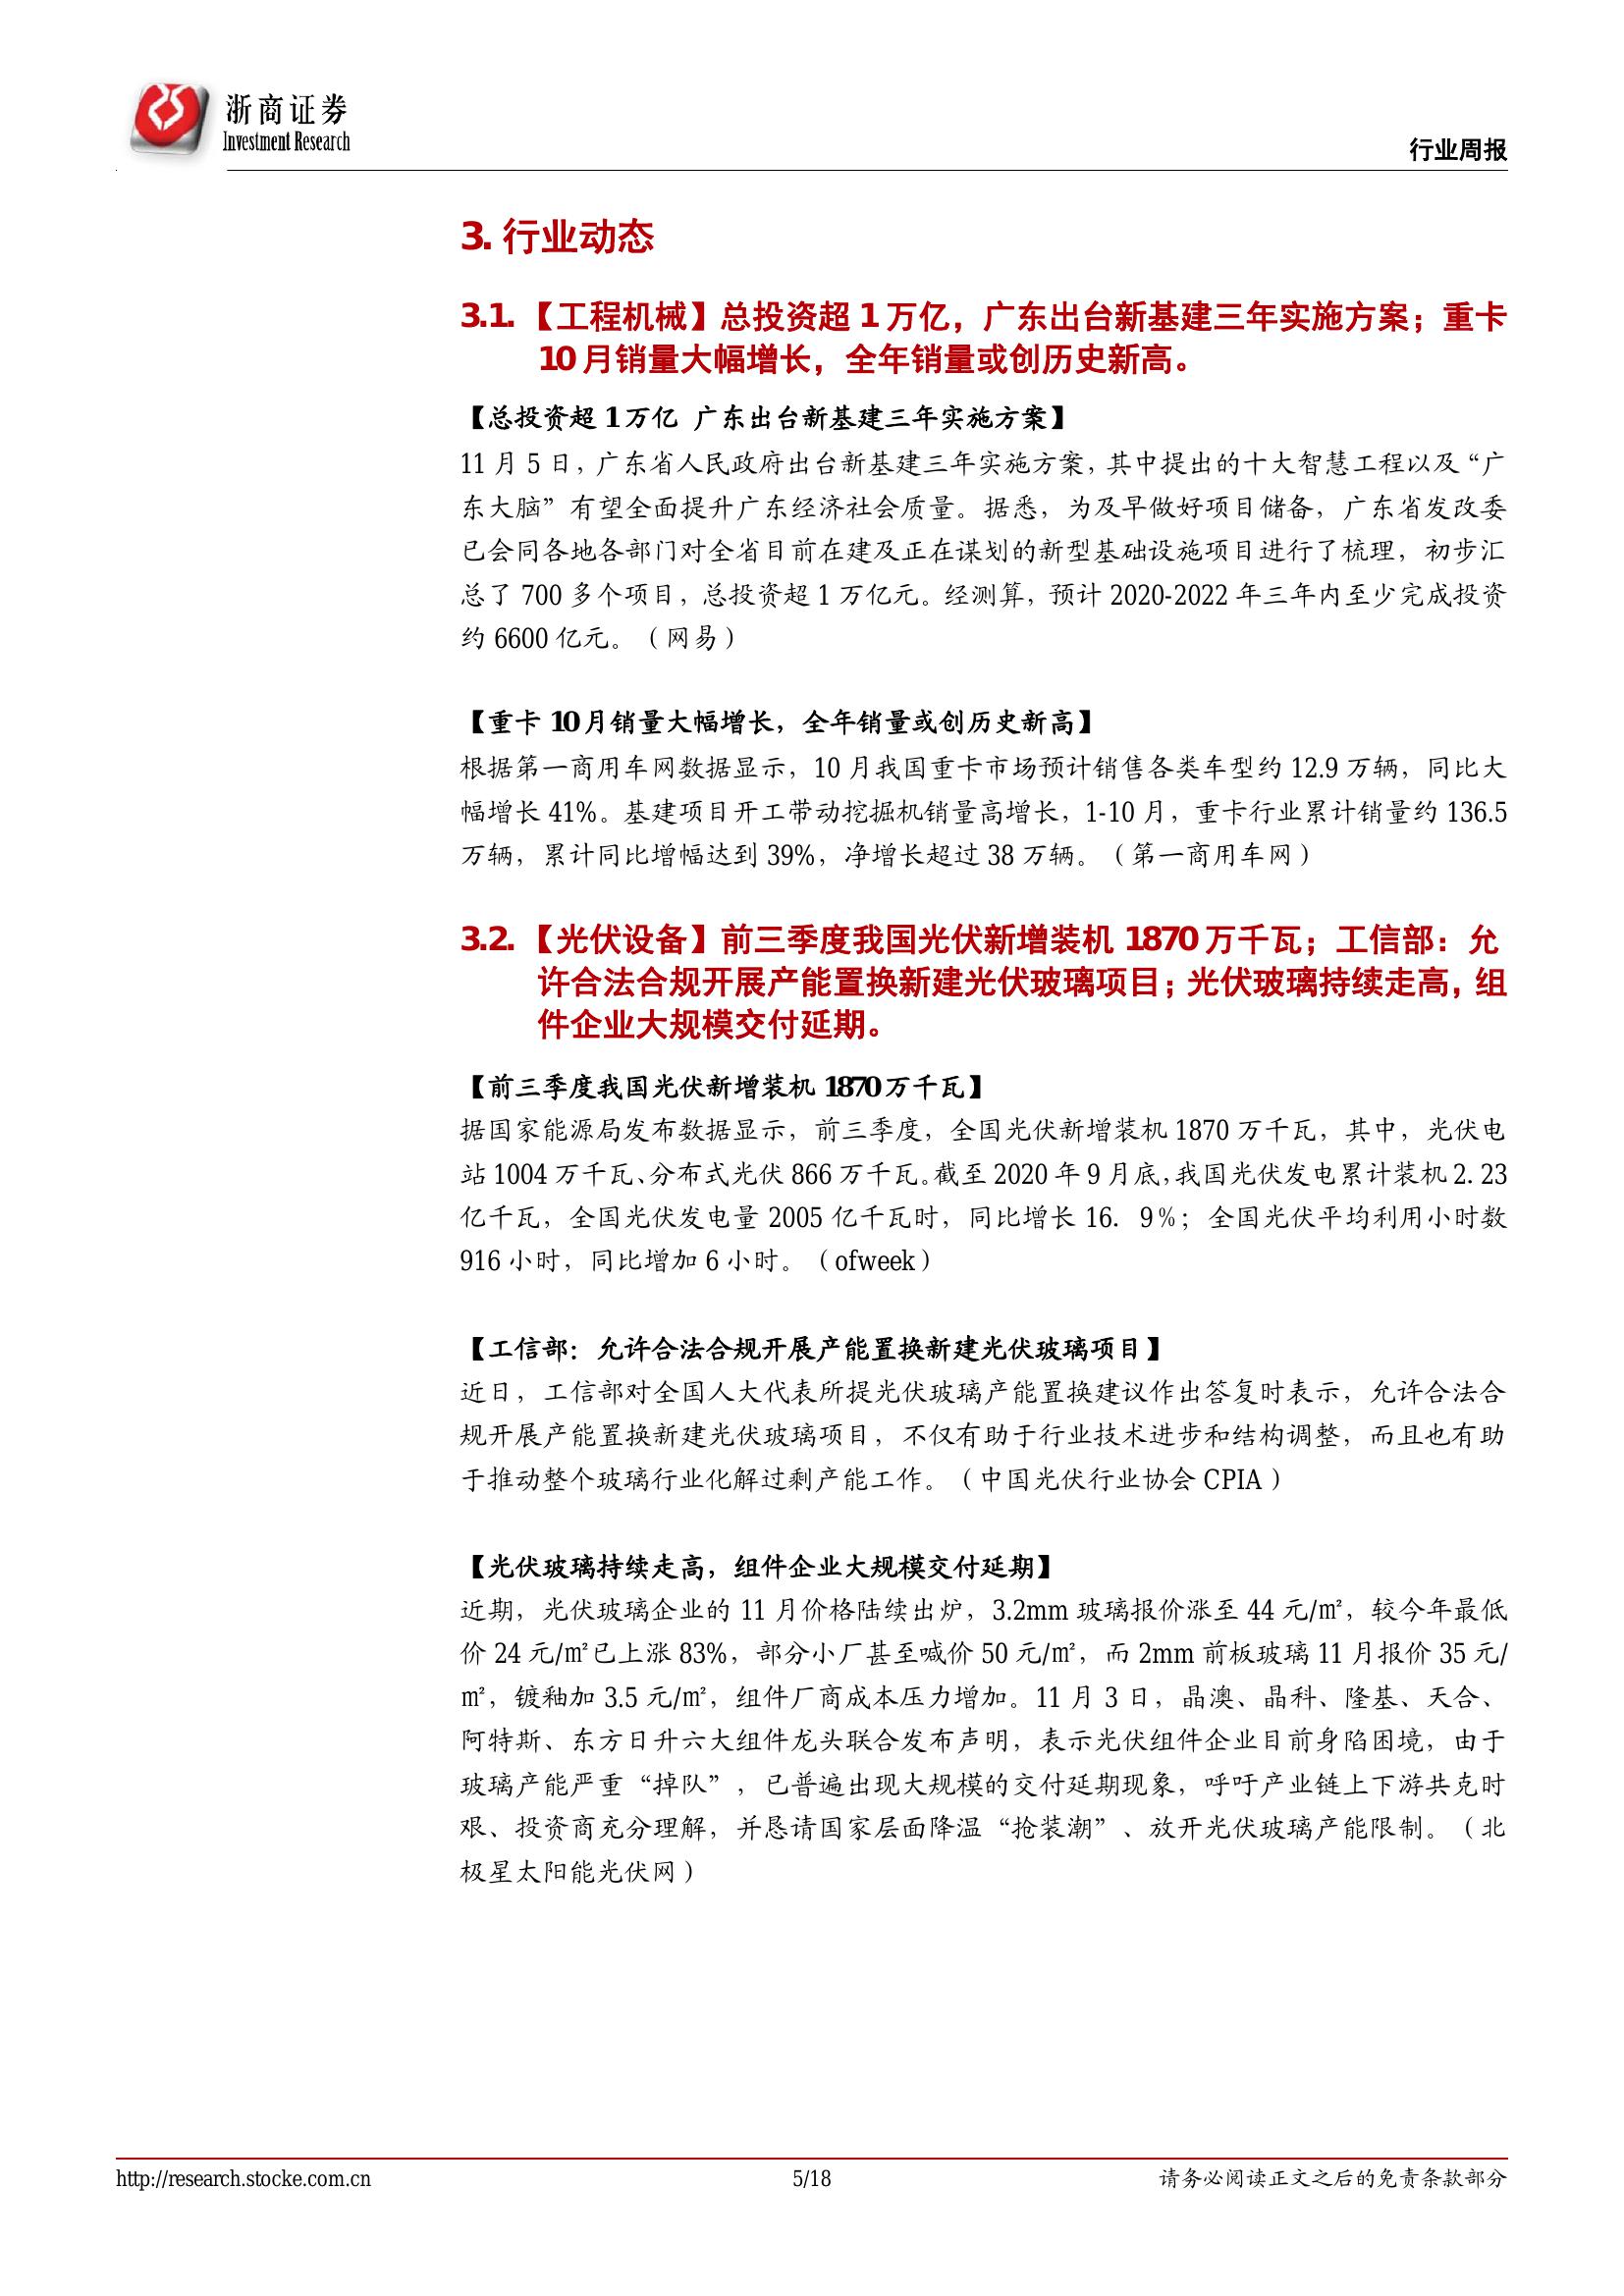 浙商证券
Investment Research
行业周报
3. 行业动态
3.1. 【工程机械】总投资超 1 万亿，广东出台新基建三年实施方案；重卡
10 月销量大幅增长，全年销量或创历史新高。
【总投资超 1 万亿 广东出台新基建三年实施方案】
11 月 5 日，广东省人民政府出台新基建三年实施方案，其中提出的十大智慧工程以及“广
东大脑”有望全面提升广东经济社会质量。据悉，为及早做好项目储备，广东省发改委
已会同各地各部门对全省目前在建及正在谋划的新型基础设施项目进行了梳理，初步汇
总了 700 多个项目，总投资超 1 万亿元。经测算，预计 2020-2022 年三年内至少完成投资
约 6600 亿元。（网易）
【重卡 10 月销量大幅增长，全年销量或创历史新高】
根据第一商用车网数据显示，10 月我国重卡市场预计销售各类车型约 12.9 万辆，同比大
幅增长 41%。基建项目开工带动挖掘机销量高增长，1-10 月，重卡行业累计销量约 136.5
万辆，累计同比增幅达到 39%，净增长超过 38 万辆。（第一商用车网）
3.2. 【光伏设备】前三季度我国光伏新增装机 1870 万千瓦；工信部：允
许合法合规开展产能置换新建光伏玻璃项目；光伏玻璃持续走高，组
件企业大规模交付延期。
【前三季度我国光伏新增装机 1870 万千瓦】
据国家能源局发布数据显示，前三季度，全国光伏新增装机 1870 万千瓦，其中，光伏电
站 1004 万千瓦、分布式光伏 866 万千瓦。截至 2020 年 9 月底，我国光伏发电累计装机 2. 23
亿千瓦，全国光伏发电量 2005 亿千瓦时，同比增长 16. 9％；全国光伏平均利用小时数
916 小时，同比增加 6 小时。（ofweek）
【工信部：允许合法合规开展产能置换新建光伏玻璃项目】
近日，工信部对全国人大代表所提光伏玻璃产能置换建议作出答复时表示，允许合法合
规开展产能置换新建光伏玻璃项目，不仅有助于行业技术进步和结构调整，而且也有助
于推动整个玻璃行业化解过剩产能工作。（中国光伏行业协会 CPIA）
【光伏玻璃持续走高，组件企业大规模交付延期】
近期，光伏玻璃企业的 11 月价格陆续出炉，3.2mm 玻璃报价涨至 44 元/㎡，较今年最低
价 24 元/㎡已上涨 83%，部分小厂甚至喊价 50 元/㎡，而 2mm 前板玻璃 11 月报价 35 元/
㎡，镀釉加 3.5 元/㎡，组件厂商成本压力增加。11 月 3 日，晶澳、晶科、隆基、天合、
阿特斯、东方日升六大组件龙头联合发布声明，表示光伏组件企业目前身陷困境，由于
玻璃产能严重“掉队”，已普遍出现大规模的交付延期现象，呼吁产业链上下游共克时
艰、投资商充分理解，并恳请国家层面降温“抢装潮”、放开光伏玻璃产能限制。（北
极星太阳能光伏网）
http://research.stocke.com.cn
5/18
请务必阅读正文之后的免责条款部分